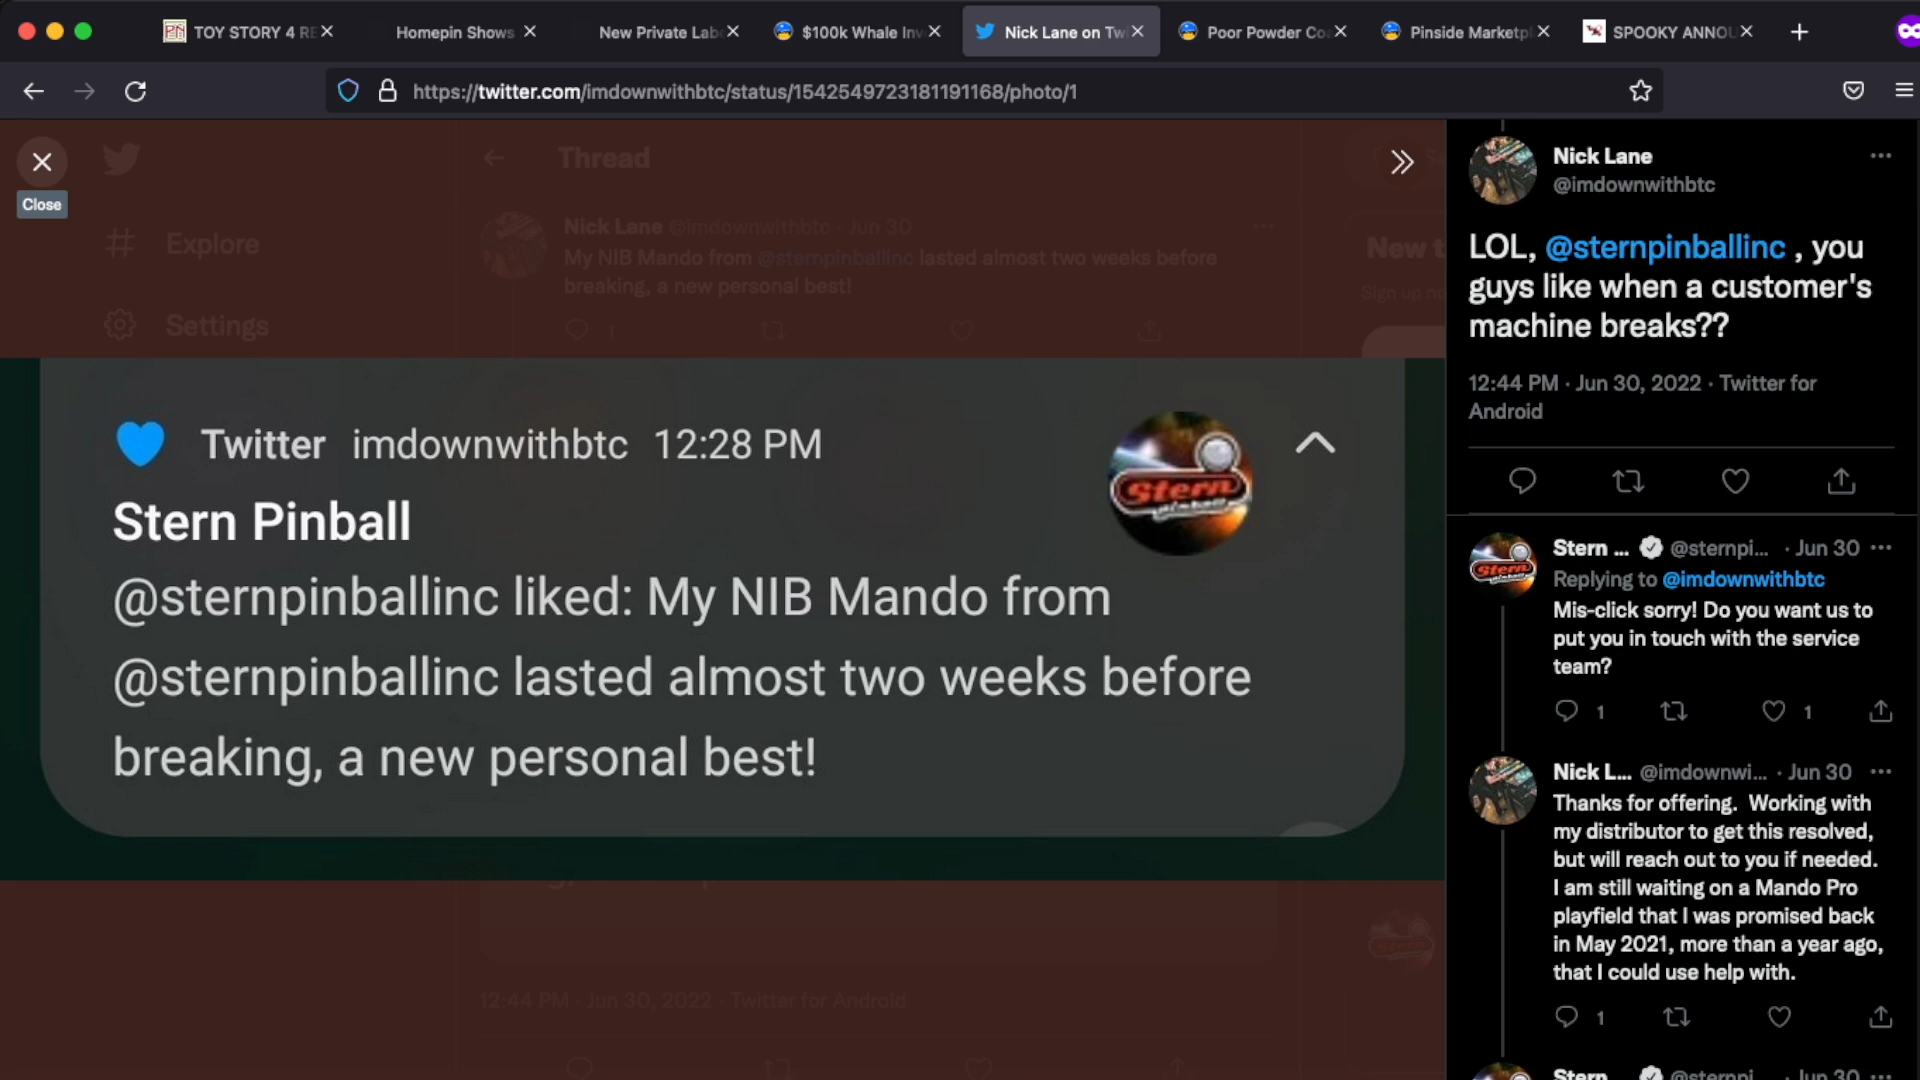 TOY STORY 4 RE
Homepin Shows
New Private Labe
$100k Whale Inv
Nick Lane on Twi
Poor Powder Co
Pinside Marketpl
SPOOKY ANNOU
https://twitter.com/imdownwithbtc/status/1542549723181191168/photo/1
Close
Explore
Settings
Thread
Nick Lane @imdownwithbtc · Jun 30
My NIB Mando from @sternpinballinc lasted almost two weeks before
breaking, a new personal best!
1
New t
Sign up no
Twitter imdownwithbtc 12:28 PM
Stern Pinball
@sternpinballinc liked: My NIB Mando from
@sternpinballinc lasted almost two weeks before
breaking, a new personal best!
Stern
pinball
12:44 PM · Jun 30, 2022 · Twitter for Android
Nick Lane
@imdownwithbtc
LOL, @sternpinballinc , you
guys like when a customer's
machine breaks??
12:44 PM · Jun 30, 2022 · Twitter for
Android
Stern ... @sternpi... · Jun 30
Replying to @imdownwithbtc
Mis-click sorry! Do you want us to
put you in touch with the service
team?
1 1
Nick L... @imdownwi... · Jun 30
Thanks for offering. Working with
my distributor to get this resolved,
but will reach out to you if needed.
I am still waiting on a Mando Pro
playfield that I was promised back
in May 2021, more than a year ago,
that I could use help with.
1
Stern ... @sternpi... · Jun 30